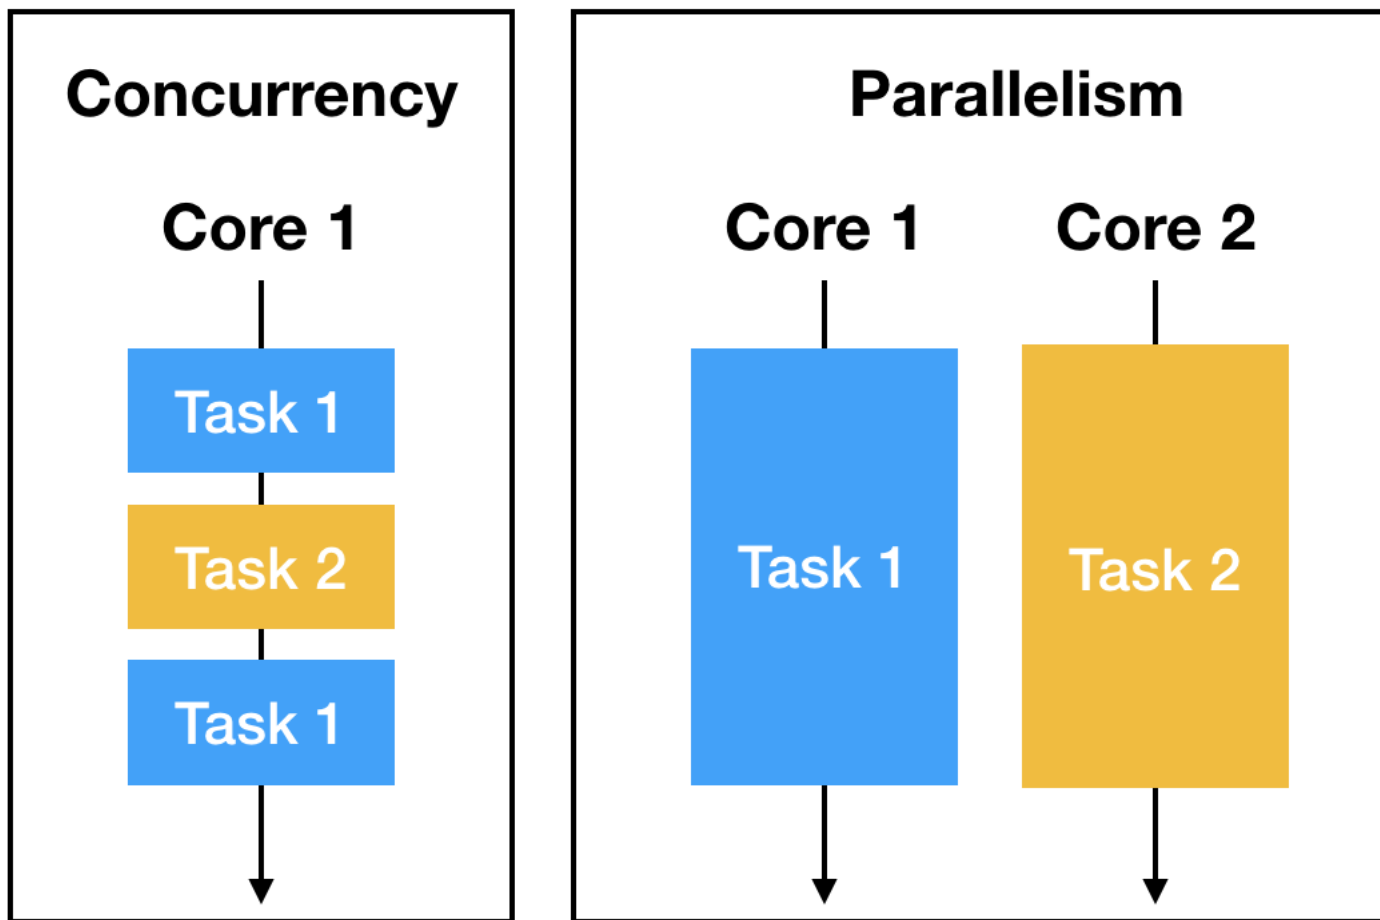 Concurrency
Core 1
Task 1
Task 2
Task 1
Parallelism
Core 1
Core 2
Task 1
Task 2